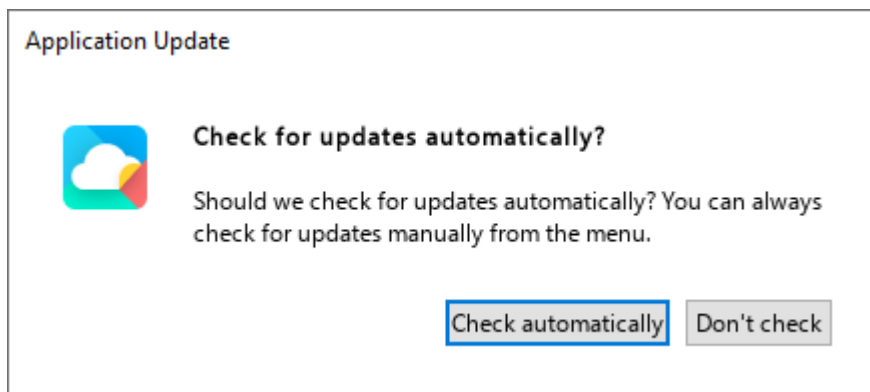 Application Update
Check for updates automatically?
Should we check for updates automatically? You can always
check for updates manually from the menu.
Check automatically
Don't check